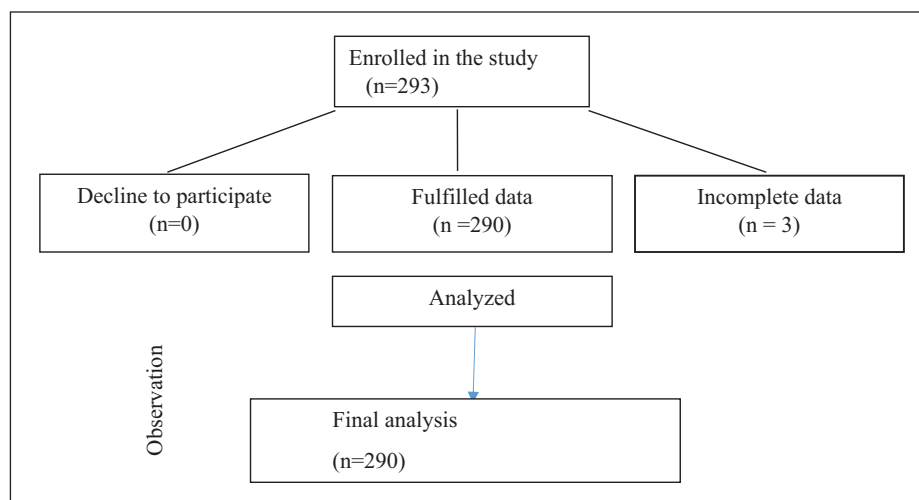 Enrolled in the study
(n=293)
Decline to participate
(n=0)
Fulfilled data
(n =290)
Incomplete data
(n = 3)
Analyzed
Observation
Final analysis
(n=290)